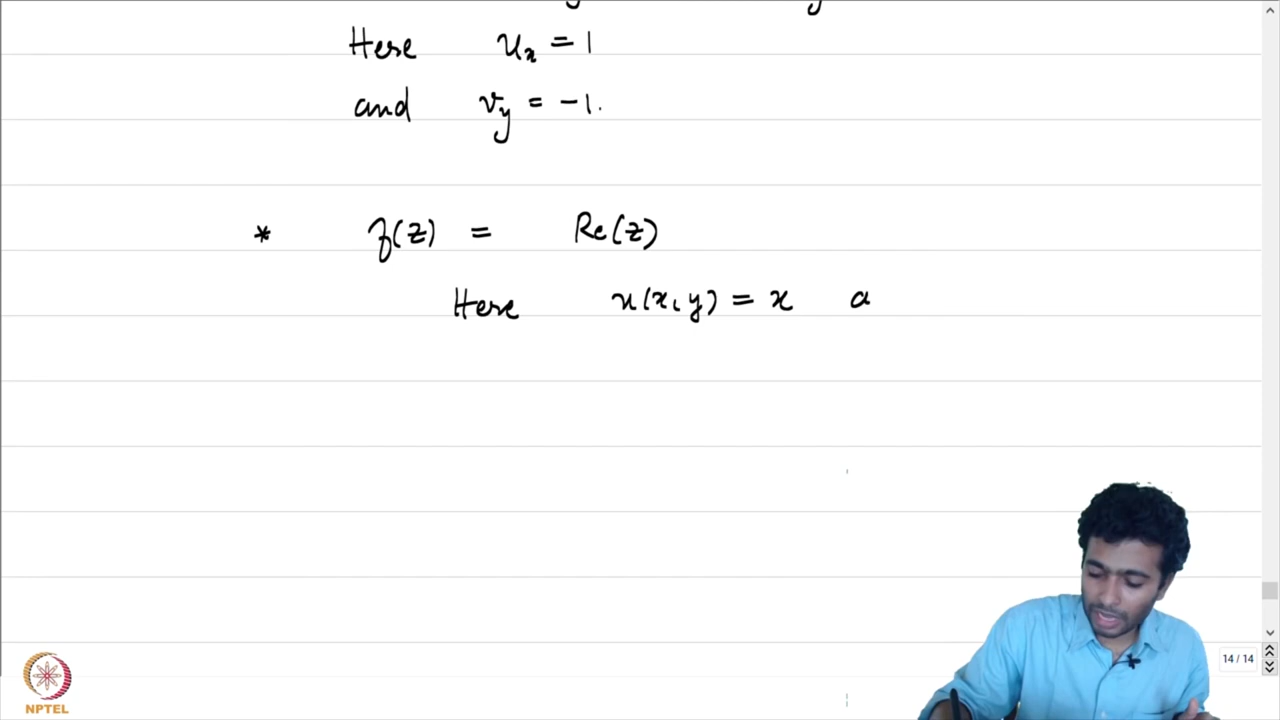 Here u_x = 1
and v_y = -1.
* f(z) = Re(z)
Here u(x, y) = x a
14 / 14
NPTEL